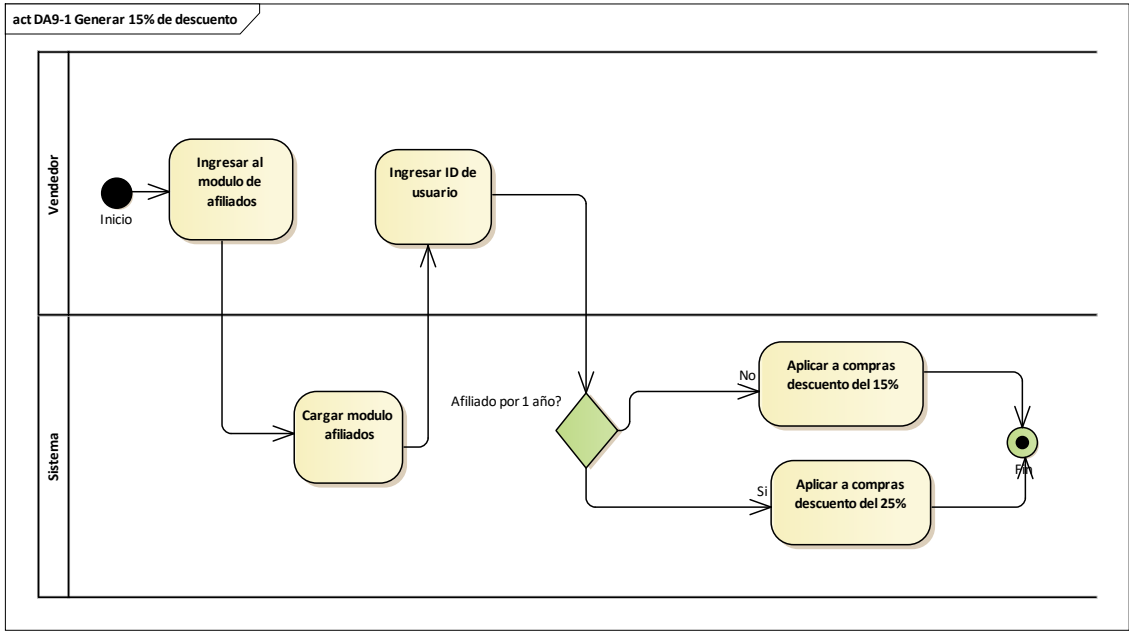 act DA9-1 Generar 15% de descuento
Vendedor
Inicio
Ingresar al
modulo de
afiliados
Ingresar ID de
usuario
Sistema
Cargar modulo
afiliados
Afiliado por 1 año?
No
Aplicar a compras
descuento del 15%
Si
Aplicar a compras
descuento del 25%
Fin